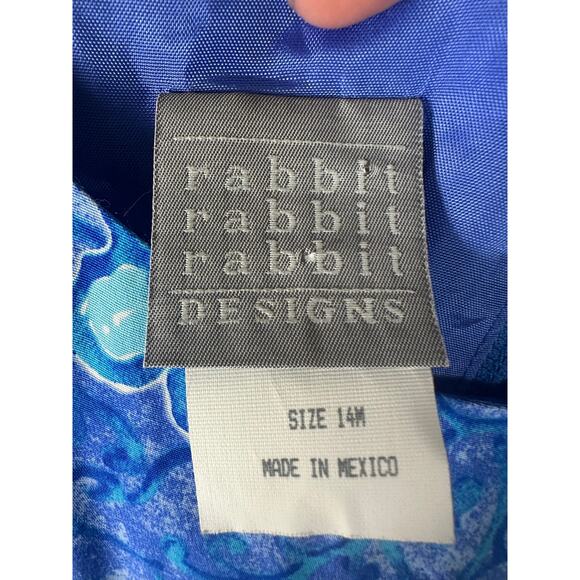 rabbit
rabbit
rabbit
DESIGNS
SIZE 14M
MADE IN MEXICO